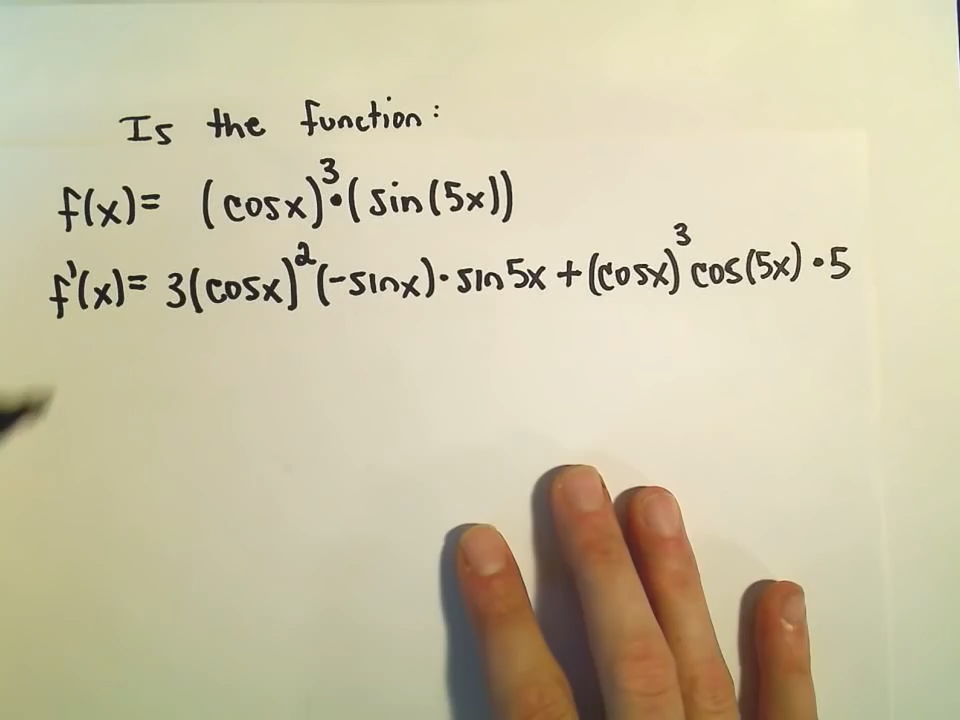 Is the function:
f(x)= (cosx)³•(sin(5x))
f'(x)= 3(cosx)²(-sinx)·sin5x+(cosx)³cos(5x)•5